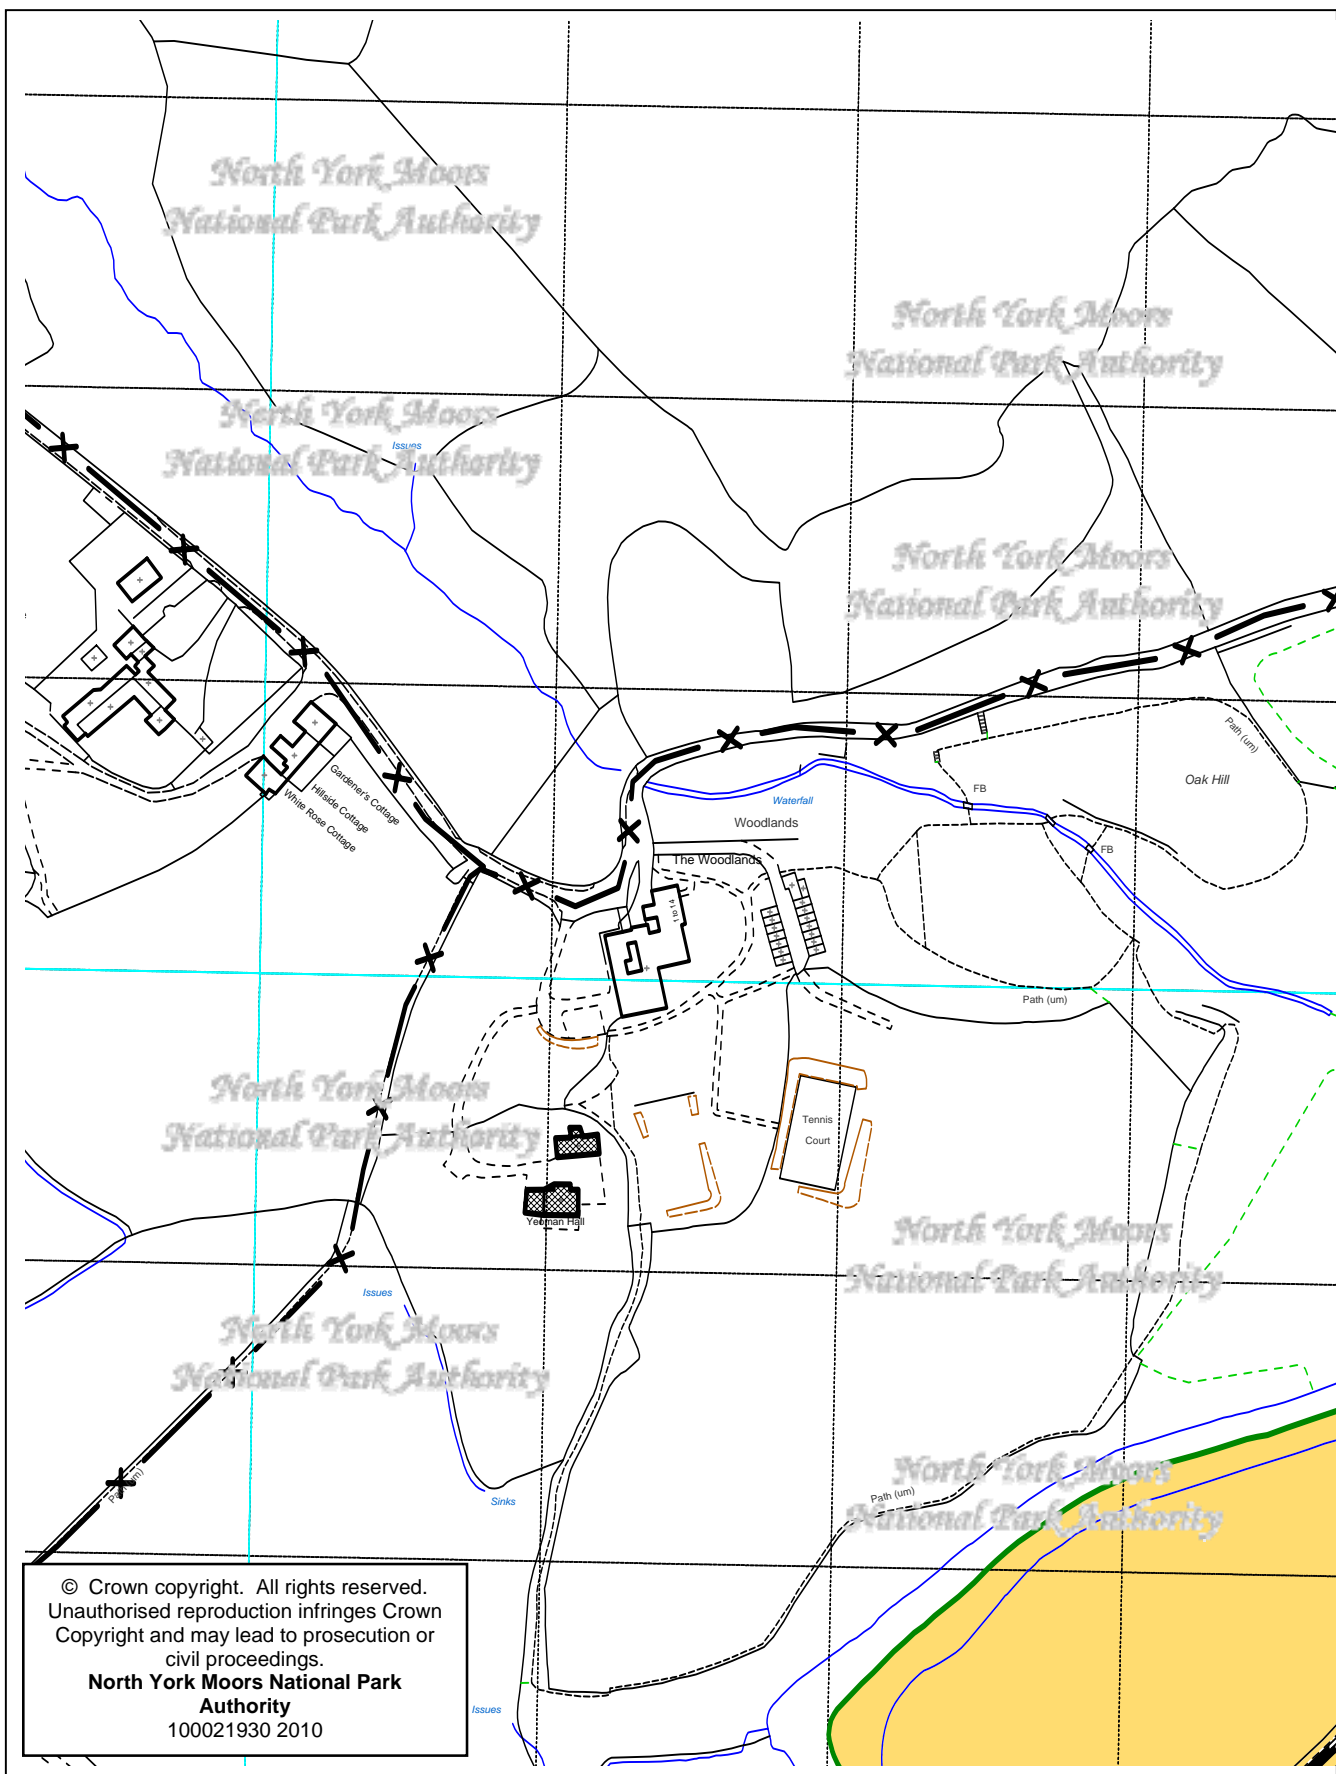 North York Moors
National Park Authority
North York Moors
National Park Authority
North York Moors
National Park Authority
Issues
North York Moors
National Park Authority
Path (um)
Oak Hill
Gardener's Cottage
Hillside Cottage
White Rose Cottage
FB
Waterfall
Woodlands
FB
The Woodlands
1 to 14
Path (um)
North York Moors
National Park Authority
Tennis
Court
Yeoman Hall
North York Moors
National Park Authority
Issues
North York Moors
National Park Authority
Path (um)
North York Moors
National Park Authority
Path (um)
Sinks
© Crown copyright. All rights reserved.
Unauthorised reproduction infringes Crown
Copyright and may lead to prosecution or
civil proceedings.
North York Moors National Park
Authority
100021930 2010
Issues